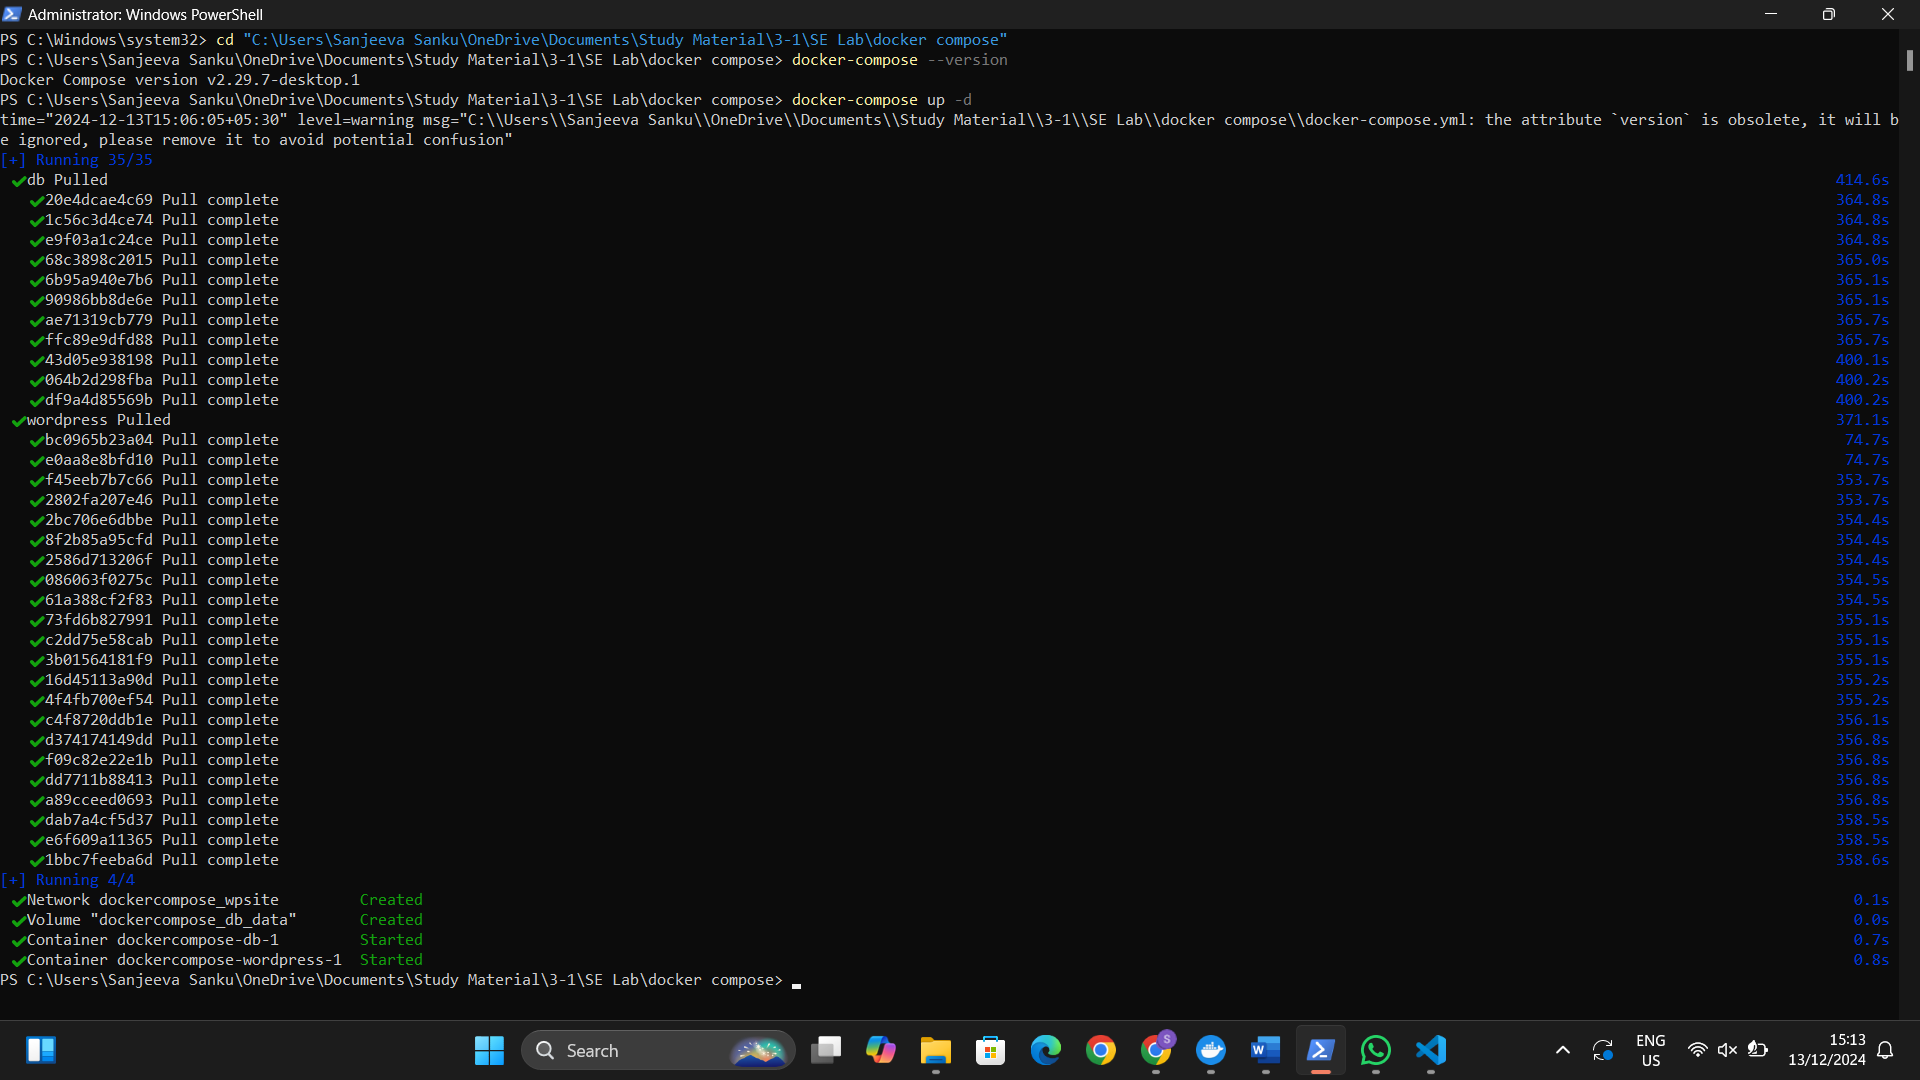 Administrator: Windows PowerShell
PS C:\Windows\system32> cd "C:\Users\Sanjeeva Sanku\OneDrive\Documents\Study Material\3-1\SE Lab\docker compose"
PS C:\Users\Sanjeeva Sanku\OneDrive\Documents\Study Material\3-1\SE Lab\docker compose> docker-compose --version
Docker Compose version v2.29.7-desktop.1
PS C:\Users\Sanjeeva Sanku\OneDrive\Documents\Study Material\3-1\SE Lab\docker compose> docker-compose up -d
time="2024-12-13T15:06:05+05:30" level=warning msg="C:\\Users\\Sanjeeva Sanku\\OneDrive\\Documents\\Study Material\\3-1\\SE Lab\\docker compose\\docker-compose.yml: the attribute `version` is obsolete, it will b
e ignored, please remove it to avoid potential confusion"
[+] Running 35/35
db Pulled 414.6s
20e4dcae4c69 Pull complete 364.8s
1c56c3d4ce74 Pull complete 364.8s
e9f03a1c24ce Pull complete 364.8s
68c3898c2015 Pull complete 365.0s
6b95a940e7b6 Pull complete 365.1s
90986bb8de6e Pull complete 365.1s
ae71319cb779 Pull complete 365.7s
ffc89e9dfd88 Pull complete 365.7s
43d05e938198 Pull complete 400.1s
064b2d298fba Pull complete 400.2s
df9a4d85569b Pull complete 400.2s
wordpress Pulled 371.1s
bc0965b23a04 Pull complete 74.7s
e0aa8e8bfd10 Pull complete 74.7s
f45eeb7b7c66 Pull complete 353.7s
2802fa207e46 Pull complete 353.7s
2bc706e6dbbe Pull complete 354.4s
8f2b85a95cfd Pull complete 354.4s
2586d713206f Pull complete 354.4s
086063f0275c Pull complete 354.5s
61a388cf2f83 Pull complete 354.5s
73fd6b827991 Pull complete 355.1s
c2dd75e58cab Pull complete 355.1s
3b01564181f9 Pull complete 355.1s
16d45113a90d Pull complete 355.2s
4f4fb700ef54 Pull complete 355.2s
c4f8720ddb1e Pull complete 356.1s
d374174149dd Pull complete 356.8s
f09c82e22e1b Pull complete 356.8s
dd7711b88413 Pull complete 356.8s
a89cceed0693 Pull complete 356.8s
dab7a4cf5d37 Pull complete 358.5s
e6f609a11365 Pull complete 358.5s
1bbc7feeba6d Pull complete 358.6s
[+] Running 4/4
Network dockercompose_wpsite Created 0.1s
Volume "dockercompose_db_data" Created 0.0s
Container dockercompose-db-1 Started 0.7s
Container dockercompose-wordpress-1 Started 0.8s
PS C:\Users\Sanjeeva Sanku\OneDrive\Documents\Study Material\3-1\SE Lab\docker compose>
Search
S
W
ENG
US
15:13
13/12/2024